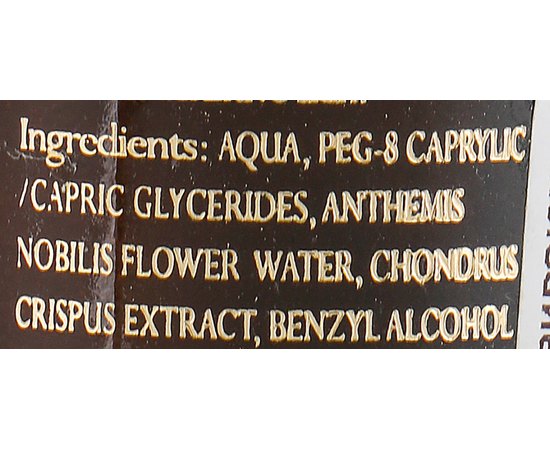 Ingredients: AQUA, PEG-8 CAPRYLIC
/CAPRIC GLYCERIDES, ANTHEMIS
NOBILIS FLOWER WATER, CHONDRUS
CRISPUS EXTRACT, BENZYL ALCOHOL